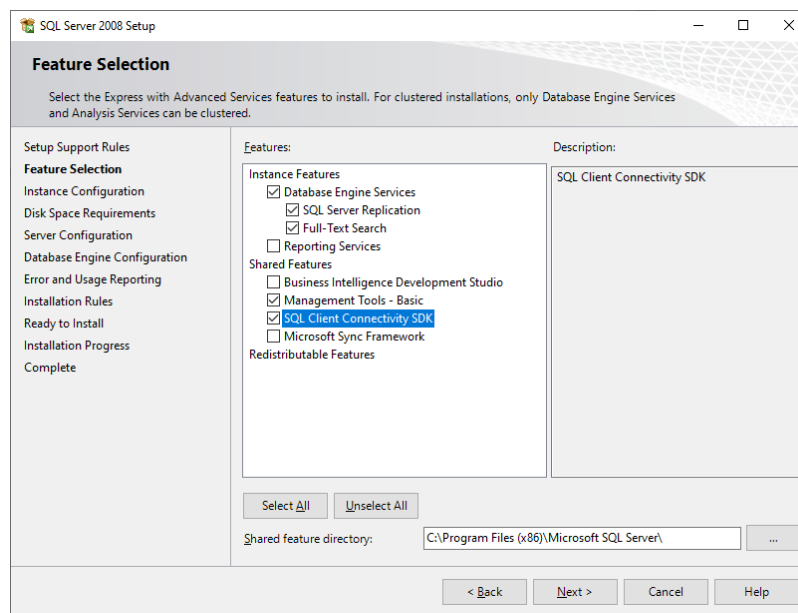 SQL Server 2008 Setup
Feature Selection
Select the Express with Advanced Services features to install. For clustered installations, only Database Engine Services
and Analysis Services can be clustered.
Setup Support Rules
Feature Selection
Instance Configuration
Disk Space Requirements
Server Configuration
Database Engine Configuration
Error and Usage Reporting
Installation Rules
Ready to Install
Installation Progress
Complete
Features:
Instance Features
Database Engine Services
SQL Server Replication
Full-Text Search
Reporting Services
Shared Features
Business Intelligence Development Studio
Management Tools - Basic
SQL Client Connectivity SDK
Microsoft Sync Framework
Redistributable Features
Description:
SQL Client Connectivity SDK
Select All
Unselect All
Shared feature directory:
C:\Program Files (x86)\Microsoft SQL Server\
...
< Back
Next >
Cancel
Help